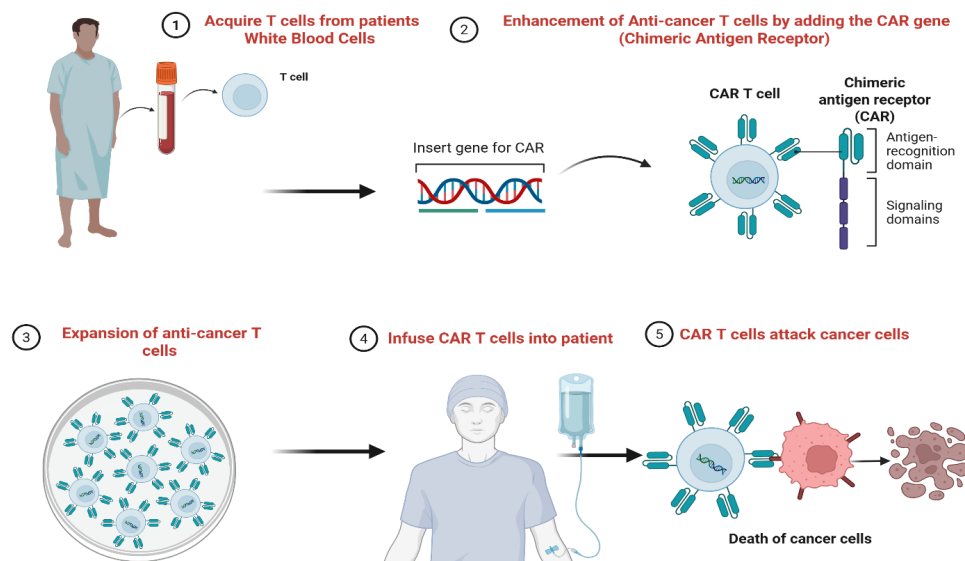 1
Acquire T cells from patients
White Blood Cells
T cell
2
Enhancement of Anti-cancer T cells by adding the CAR gene
(Chimeric Antigen Receptor)
Insert gene for CAR
CAR T cell
Chimeric
antigen receptor
(CAR)
Antigen-
recognition
domain
Signaling
domains
3
Expansion of anti-cancer T
cells
4
Infuse CAR T cells into patient
5
CAR T cells attack cancer cells
Death of cancer cells